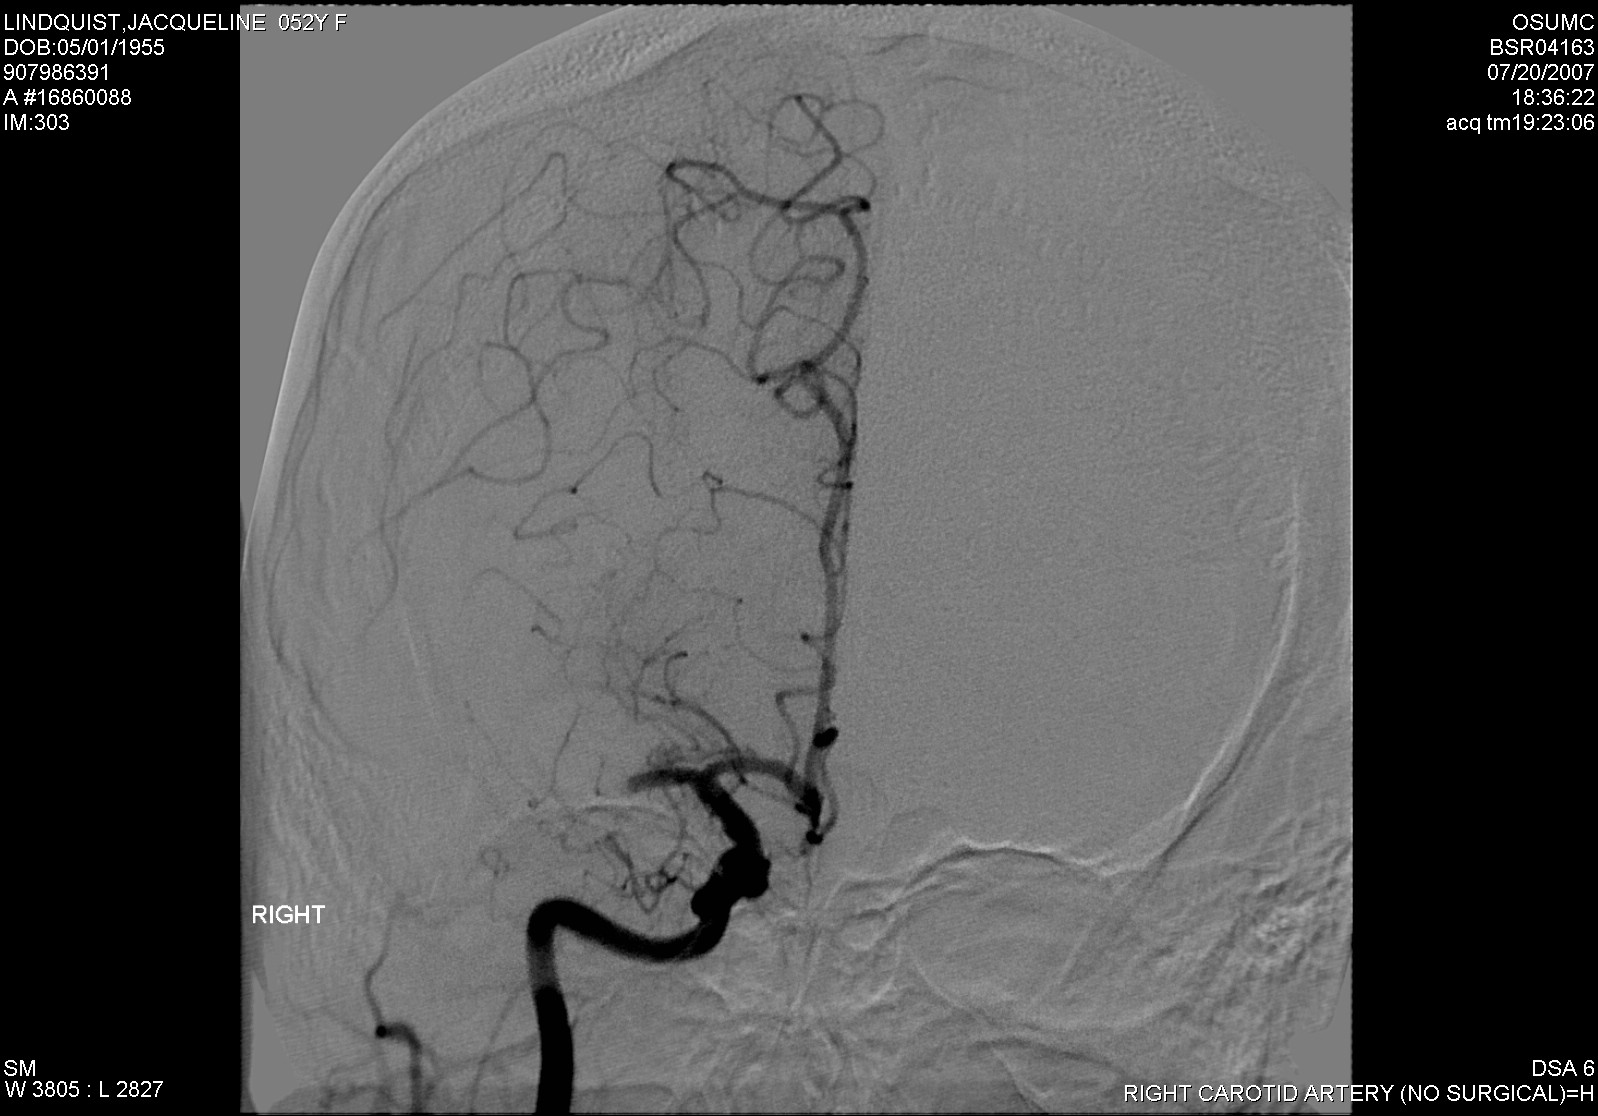 LINDQUIST,JACQUELINE 052Y F
DOB:05/01/1955
907986391
A #16860088
IM:303
OSUMC
BSR04163
07/20/2007
18:36:22
acq tm19:23:06
RIGHT
SM
W 3805 : L 2827
DSA 6
RIGHT CAROTID ARTERY (NO SURGICAL)=H